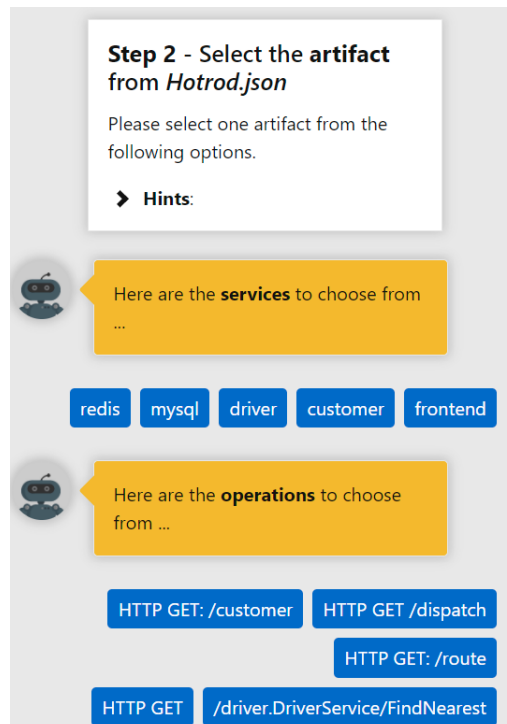 Step 2 - Select the artifact
from Hotrod.json
Please select one artifact from the
following options.
Hints:
Here are the services to choose from
...
redis mysql driver customer frontend
Here are the operations to choose
from ...
HTTP GET: /customer HTTP GET /dispatch
HTTP GET: /route
HTTP GET /driver.DriverService/FindNearest